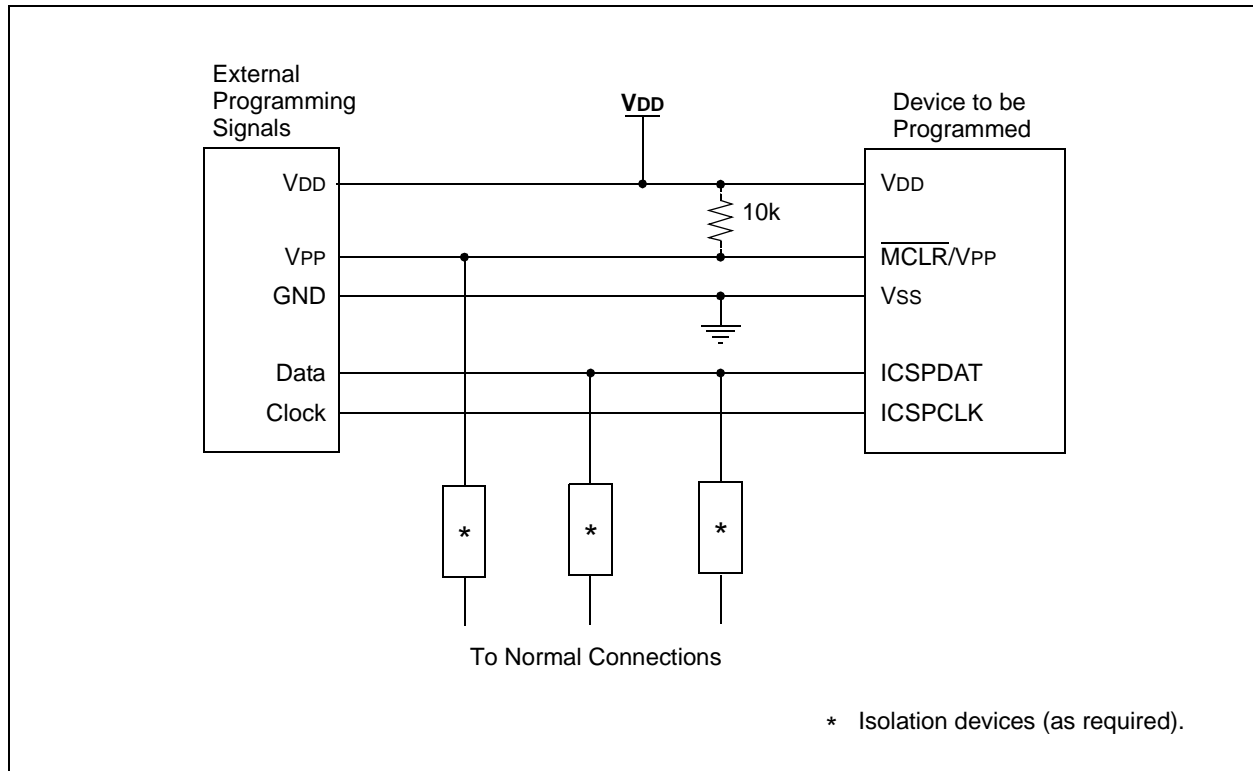 External
Programming
Signals
VDD
Device to be
Programmed
VDD
VDD
10k
VPP
MCLR/VPP
GND
VSS
Data
ICSPDAT
Clock
ICSPCLK
*
*
*
To Normal Connections
* Isolation devices (as required).